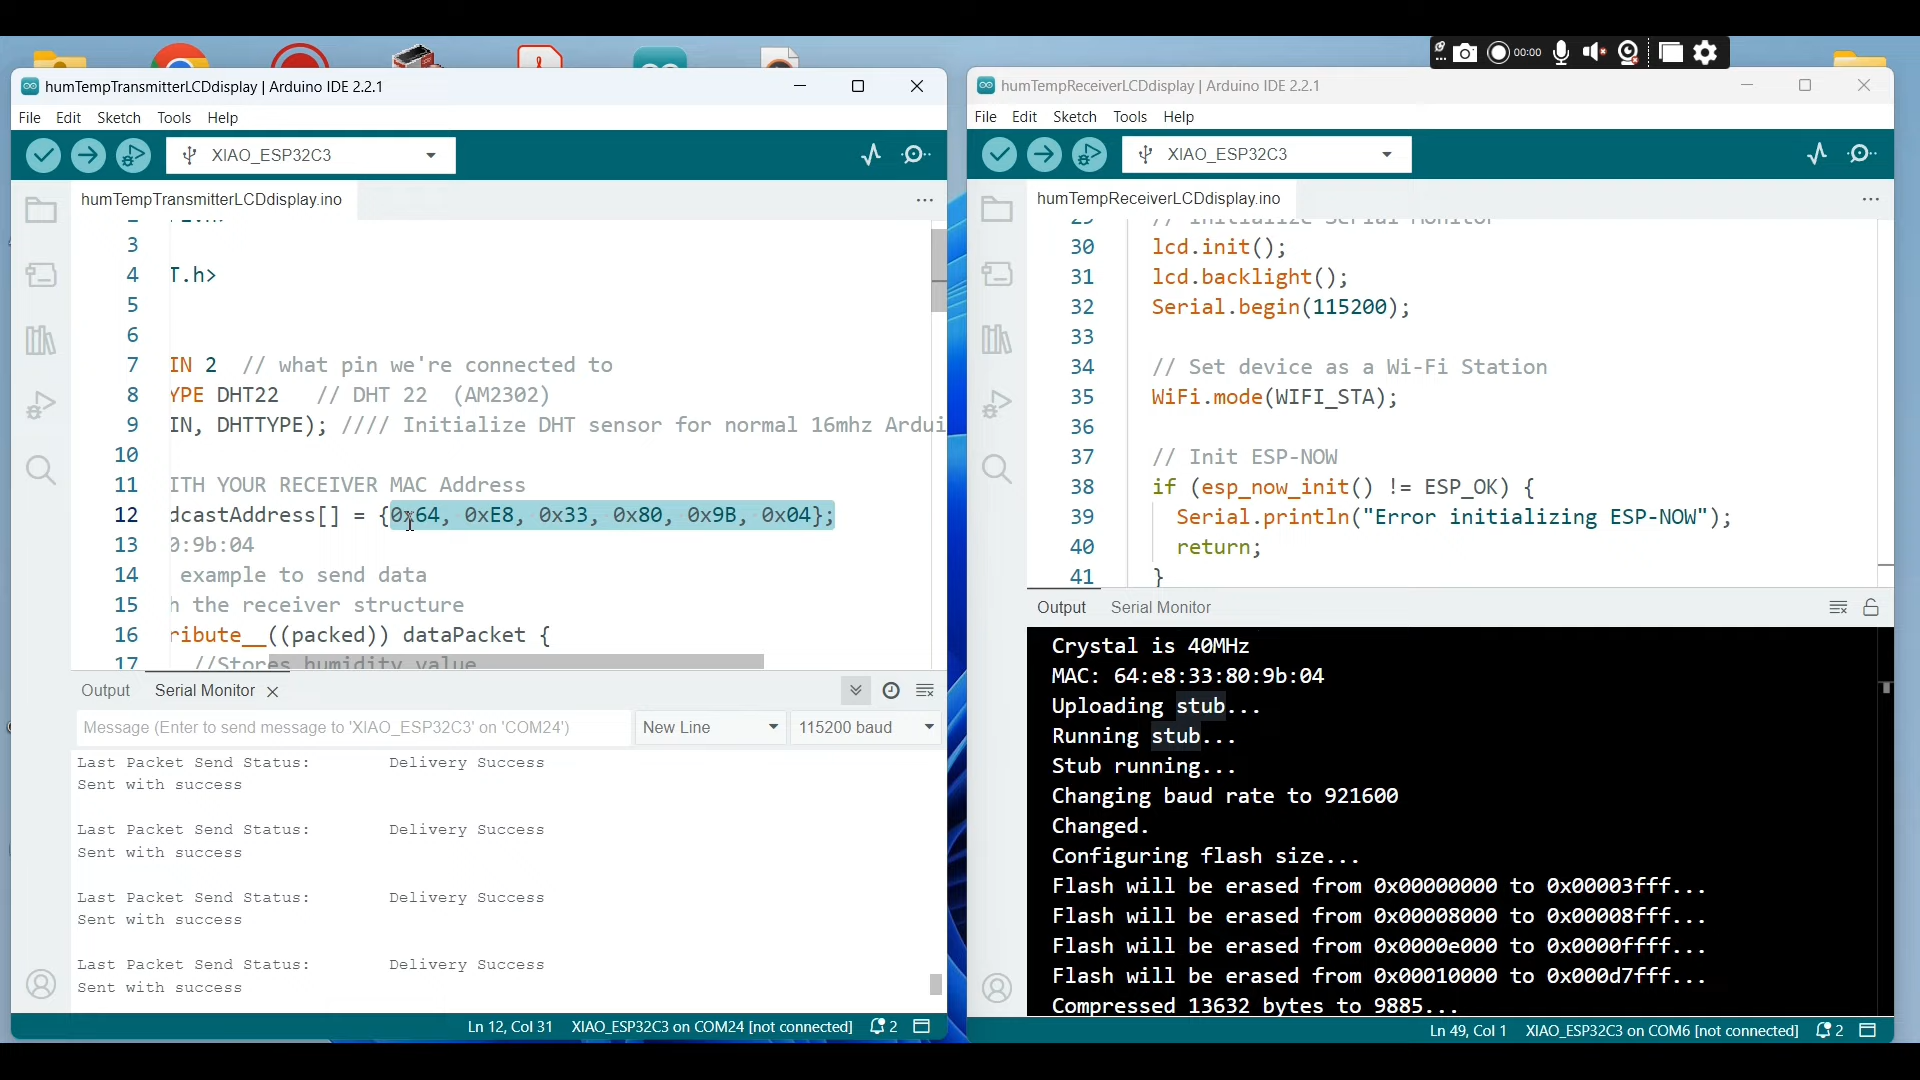 00:00
humTempTransmitterLCDdisplay | Arduino IDE 2.2.1
File Edit Sketch Tools Help
XIAO_ESP32C3
humTempTransmitterLCDdisplay.ino
3
4 T.h>
5
6
7 IN 2 // what pin we're connected to
8 YPE DHT22 // DHT 22 (AM2302)
9 IN, DHTTYPE); //// Initialize DHT sensor for normal 16mhz Ardui
10
11 ITH YOUR RECEIVER MAC Address
12 dcastAddress[] = {0x64, 0xE8, 0x33, 0x80, 0x9B, 0x04};
13 0:9b:04
14 example to send data
15 h the receiver structure
16 ribute__((packed)) dataPacket {
17 //Stores humidity value
Output Serial Monitor
Message (Enter to send message to 'XIAO_ESP32C3' on 'COM24') New Line 115200 baud
Last Packet Send Status: Delivery Success
Sent with success
Last Packet Send Status: Delivery Success
Sent with success
Last Packet Send Status: Delivery Success
Sent with success
Last Packet Send Status: Delivery Success
Sent with success
Ln 12, Col 31 XIAO_ESP32C3 on COM24 [not connected] 2
humTempReceiverLCDdisplay | Arduino IDE 2.2.1
File Edit Sketch Tools Help
XIAO_ESP32C3
humTempReceiverLCDdisplay.ino
29 // Initialize Serial Monitor
30 lcd.init();
31 lcd.backlight();
32 Serial.begin(115200);
33
34 // Set device as a Wi-Fi Station
35 WiFi.mode(WIFI_STA);
36
37 // Init ESP-NOW
38 if (esp_now_init() != ESP_OK) {
39 Serial.println("Error initializing ESP-NOW");
40 return;
41 }
Output Serial Monitor
Crystal is 40MHz
MAC: 64:e8:33:80:9b:04
Uploading stub...
Running stub...
Stub running...
Changing baud rate to 921600
Changed.
Configuring flash size...
Flash will be erased from 0x00000000 to 0x00003fff...
Flash will be erased from 0x00008000 to 0x00008fff...
Flash will be erased from 0x0000e000 to 0x0000ffff...
Flash will be erased from 0x00010000 to 0x000d7fff...
Compressed 13632 bytes to 9885...
Ln 49, Col 1 XIAO_ESP32C3 on COM6 [not connected] 2